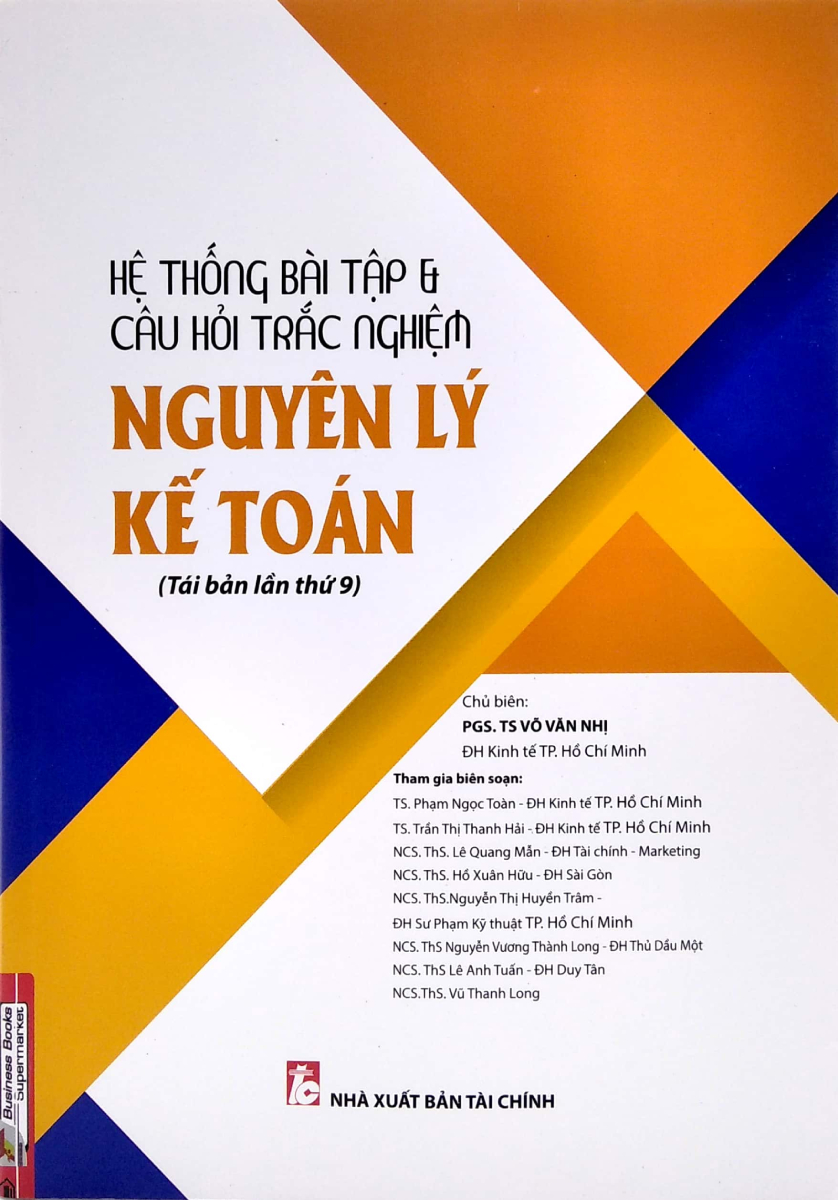 HỆ THỐNG BÀI TẬP &
CÂU HỎI TRẮC NGHIỆM
NGUYÊN LÝ
KẾ TOÁN
(Tái bản lần thứ 9)
Chủ biên:
PGS. TS VÕ VĂN NHỊ
ĐH Kinh tế TP. Hồ Chí Minh
Tham gia biên soạn:
TS. Phạm Ngọc Toàn - ĐH Kinh tế TP. Hồ Chí Minh
TS. Trần Thị Thanh Hải - ĐH Kinh tế TP. Hồ Chí Minh
NCS. ThS. Lê Quang Mẫn - ĐH Tài chính - Marketing
NCS. ThS. Hồ Xuân Hữu - ĐH Sài Gòn
NCS. ThS.Nguyễn Thị Huyền Trâm -
ĐH Sư Phạm Kỹ thuật TP. Hồ Chí Minh
NCS. ThS Nguyễn Vương Thành Long - ĐH Thủ Dầu Một
NCS. ThS Lê Anh Tuấn - ĐH Duy Tân
NCS.ThS. Vũ Thanh Long
tc
NHÀ XUẤT BẢN TÀI CHÍNH
Business Books
Supermarket